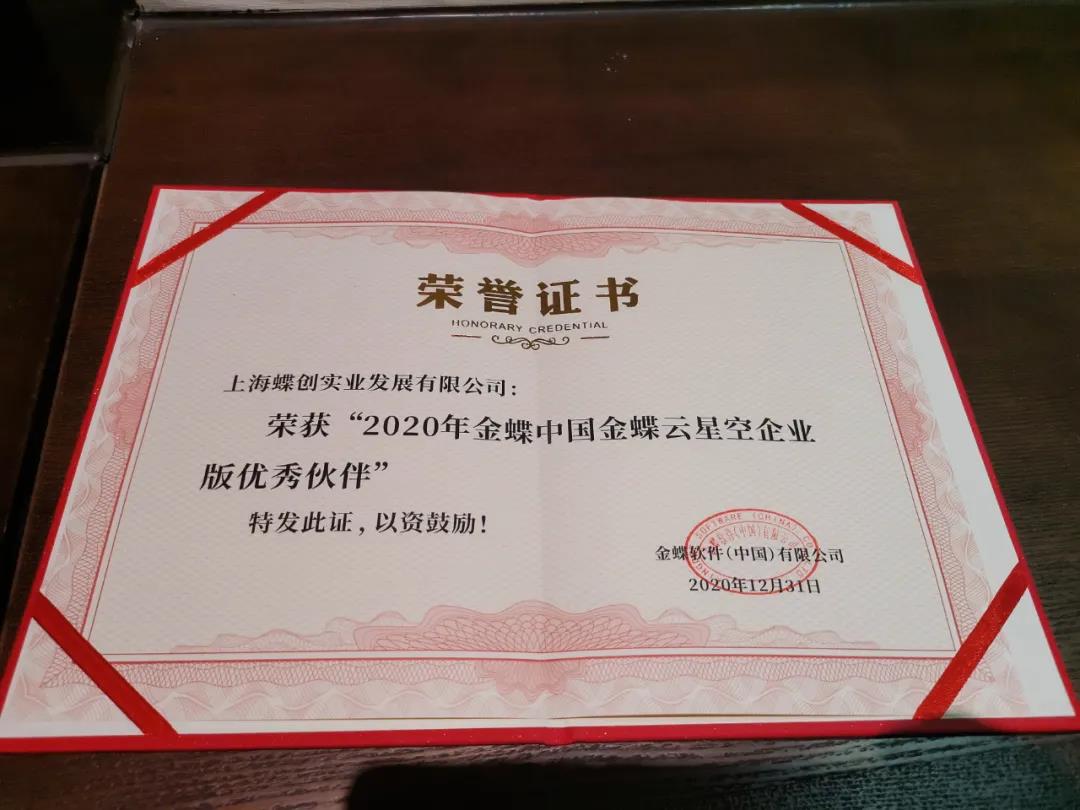 荣誉证书
HONORARY CREDENTIAL
上海蝶创实业发展有限公司：
荣获“2020年金蝶中国金蝶云星空企业
版优秀伙伴”
特发此证，以资鼓励！
SOFTWARE (CHINA) CO
金蝶软件(中国)有限公司
2020年12月31日